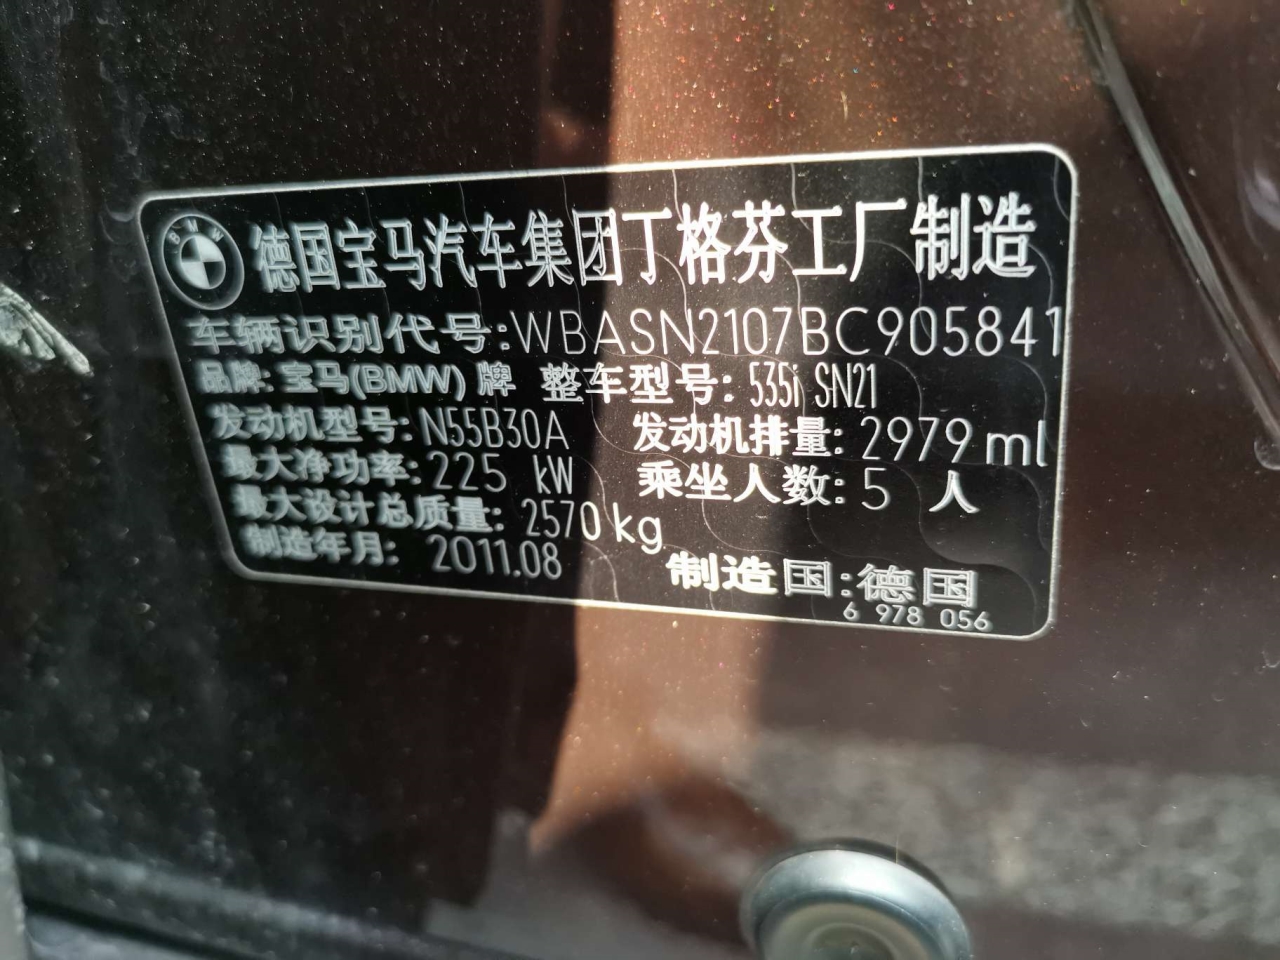 BMW
德国宝马汽车集团丁格芬工厂制造
车辆识别代号:WBASN2107BC905841
品牌:宝马(BMW)牌 整车型号:535i SN21
发动机型号:N55B30A 发动机排量:2979ml
最大净功率:225 kW 乘坐人数:5 人
最大设计总质量:2570kg
制造年月:2011.08 制造国:德国
6 978 056